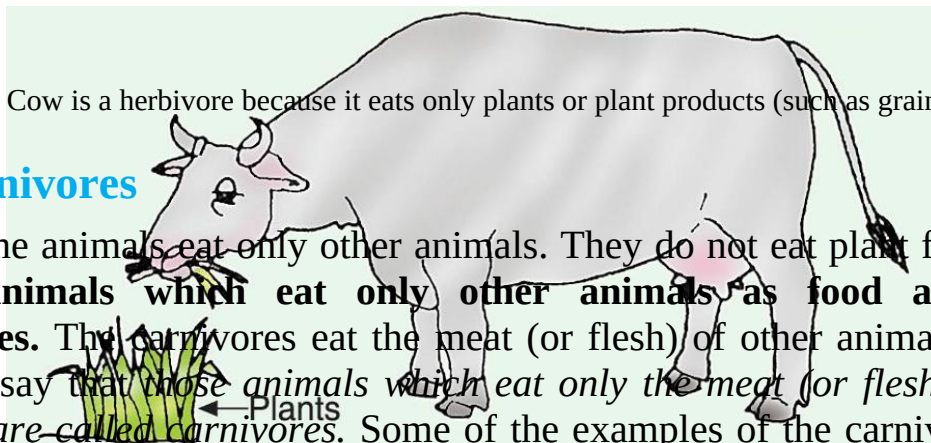 Cow is a herbivore because it eats only plants or plant products (such as grain
nivores
ne animals eat only other animals. They do not eat plant f
nimals which eat only other animals as food a
es. The carnivores eat the meat (or flesh) of other anima
say that those animals which eat only the meat (or flesh
Plants
are called carnivores. Some of the examples of the carniv